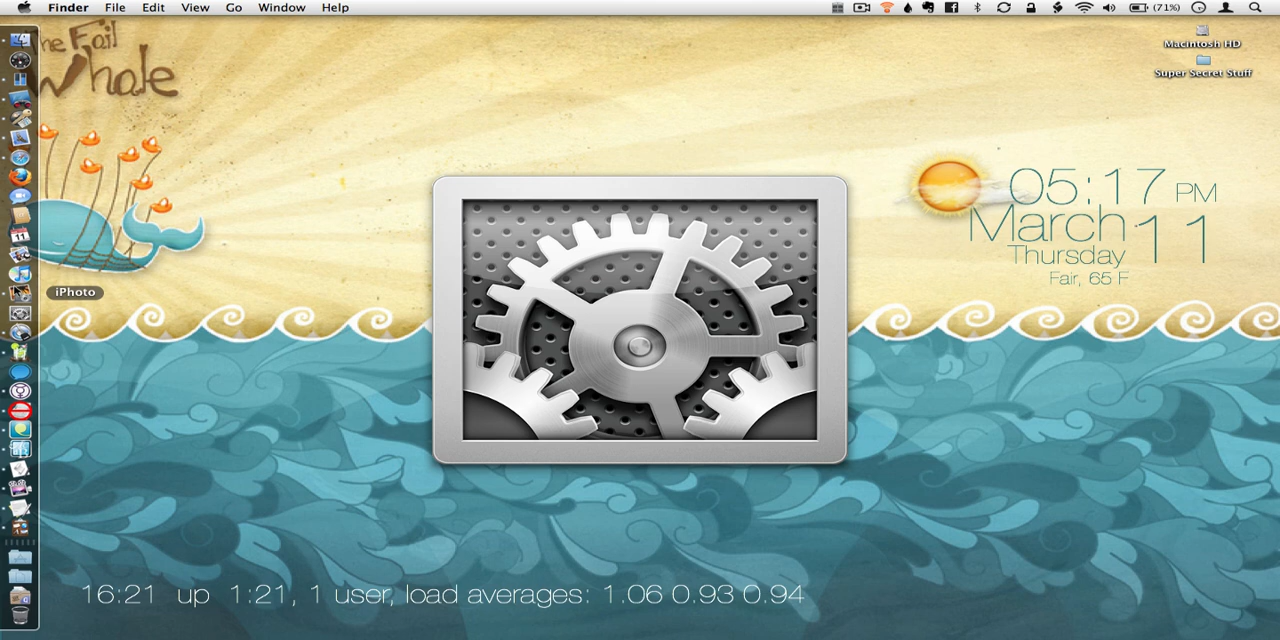 Finder File Edit View Go Window Help (71%)
The Fail
Whale
Macintosh HD
Super Secret Stuff
05:17 PM
March 11
Thursday
Fair, 65 F
11
iPhoto
16:21 up 1:21, 1 user, load averages: 1.06 0.93 0.94